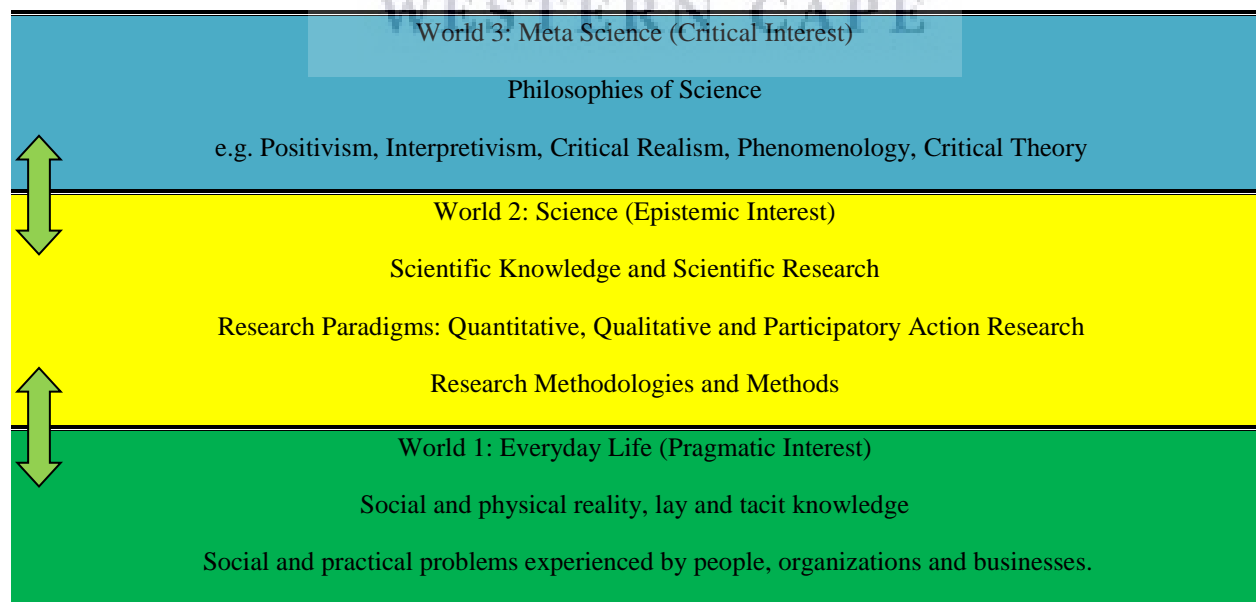 WESTERN CAPE
World 3: Meta Science (Critical Interest)
Philosophies of Science
e.g. Positivism, Interpretivism, Critical Realism, Phenomenology, Critical Theory
World 2: Science (Epistemic Interest)
Scientific Knowledge and Scientific Research
Research Paradigms: Quantitative, Qualitative and Participatory Action Research
Research Methodologies and Methods
World 1: Everyday Life (Pragmatic Interest)
Social and physical reality, lay and tacit knowledge
Social and practical problems experienced by people, organizations and businesses.